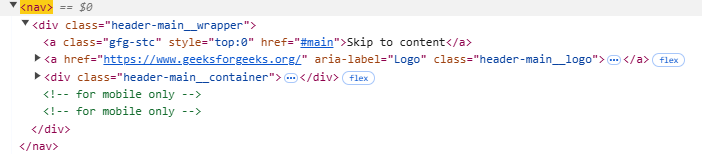 <nav> == $0
<div class="header-main__wrapper">
<a class="gfg-stc" style="top:0" href="#main">Skip to content</a>
<a href="https://www.geeksforgeeks.org/" aria-label="Logo" class="header-main__logo">…</a> flex
<div class="header-main__container">…</div> flex
<!-- for mobile only -->
<!-- for mobile only -->
</div>
</nav>